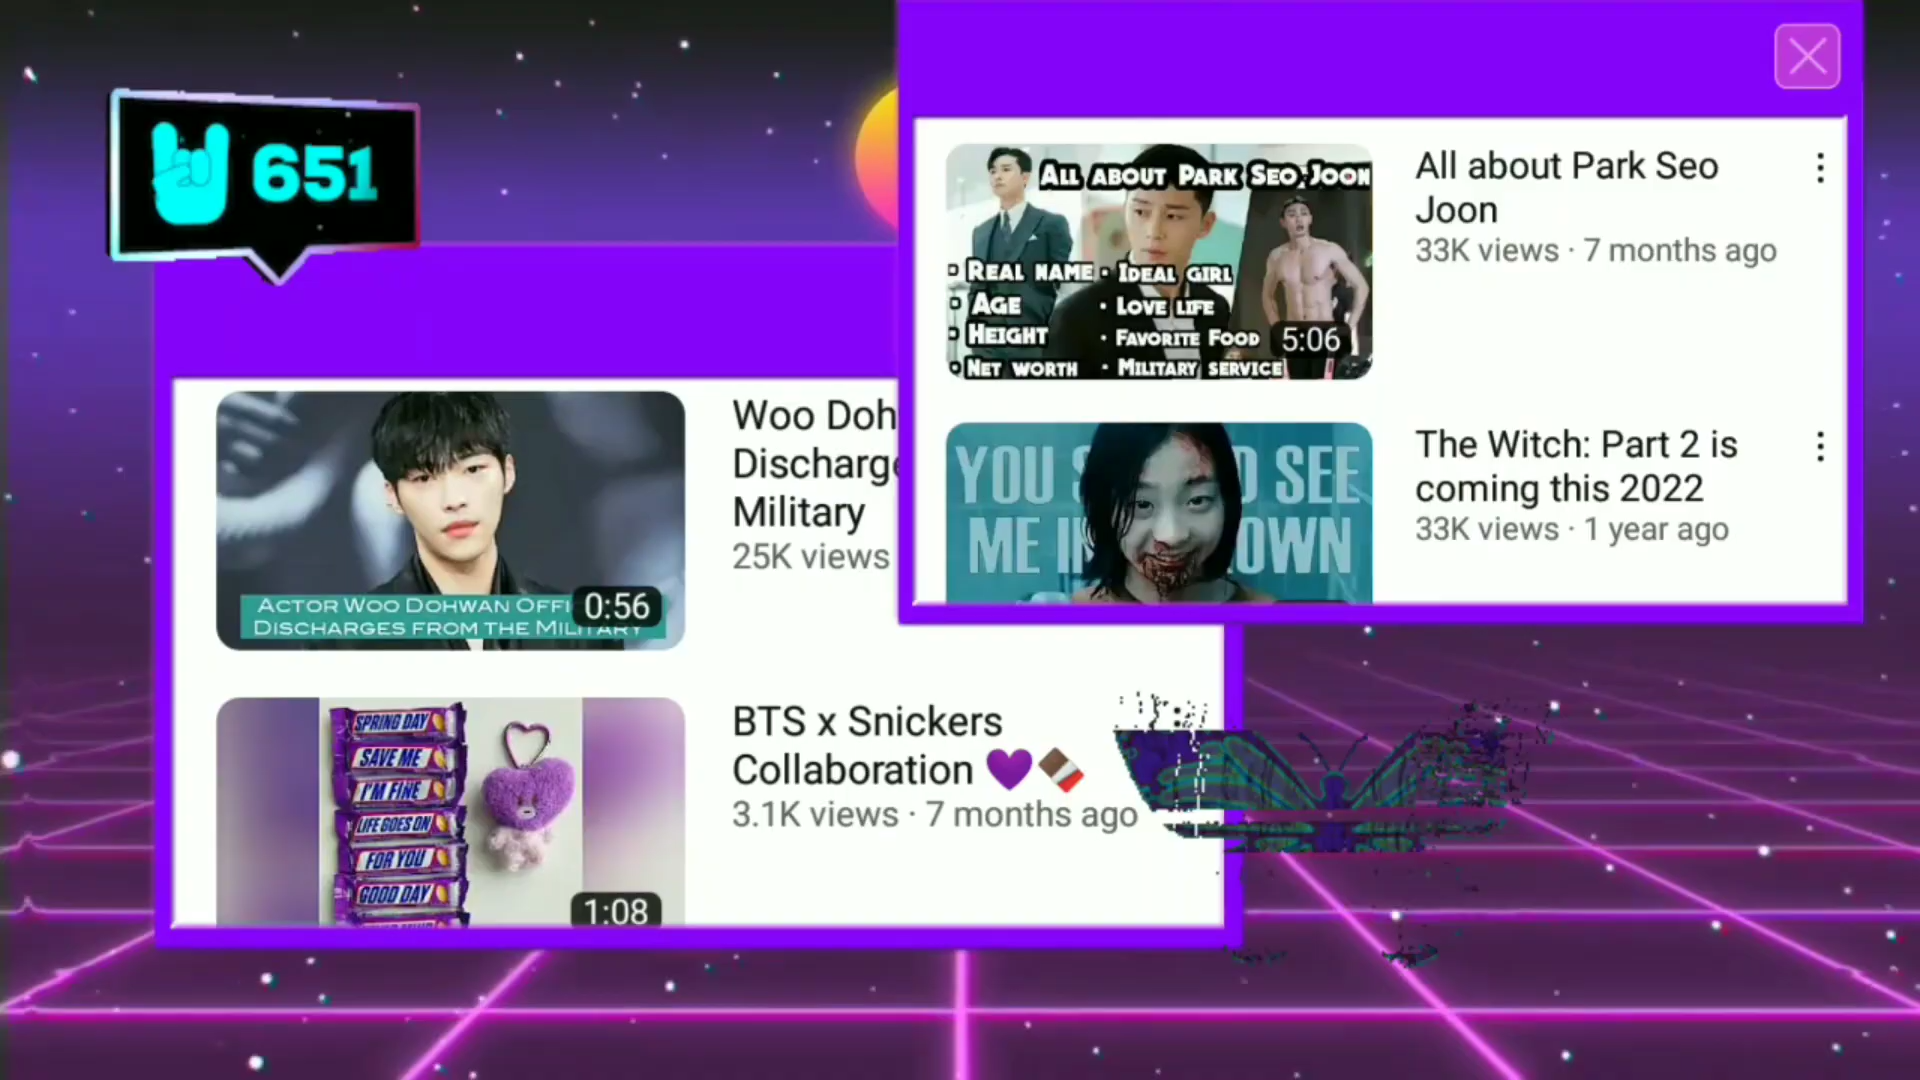 651
ALL ABOUT PARK SEO JOON
• REAL NAME
• AGE
• HEIGHT
• NET WORTH
• IDEAL GIRL
• LOVE LIFE
• FAVORITE FOOD
• MILITARY SERVICE
5:06
All about Park Seo
Joon
33K views · 7 months ago
YOU S D SEE
ME IN OWN
The Witch: Part 2 is
coming this 2022
33K views · 1 year ago
ACTOR WOO DOHWAN OFFI
DISCHARGES FROM THE MILITARY
0:56
Woo Doh
Discharge
Military
25K views
SPRING DAY
SAVE ME
I'M FINE
LIFE GOES ON
FOR YOU
GOOD DAY
1:08
BTS x Snickers
Collaboration 💜🍫
3.1K views · 7 months ago